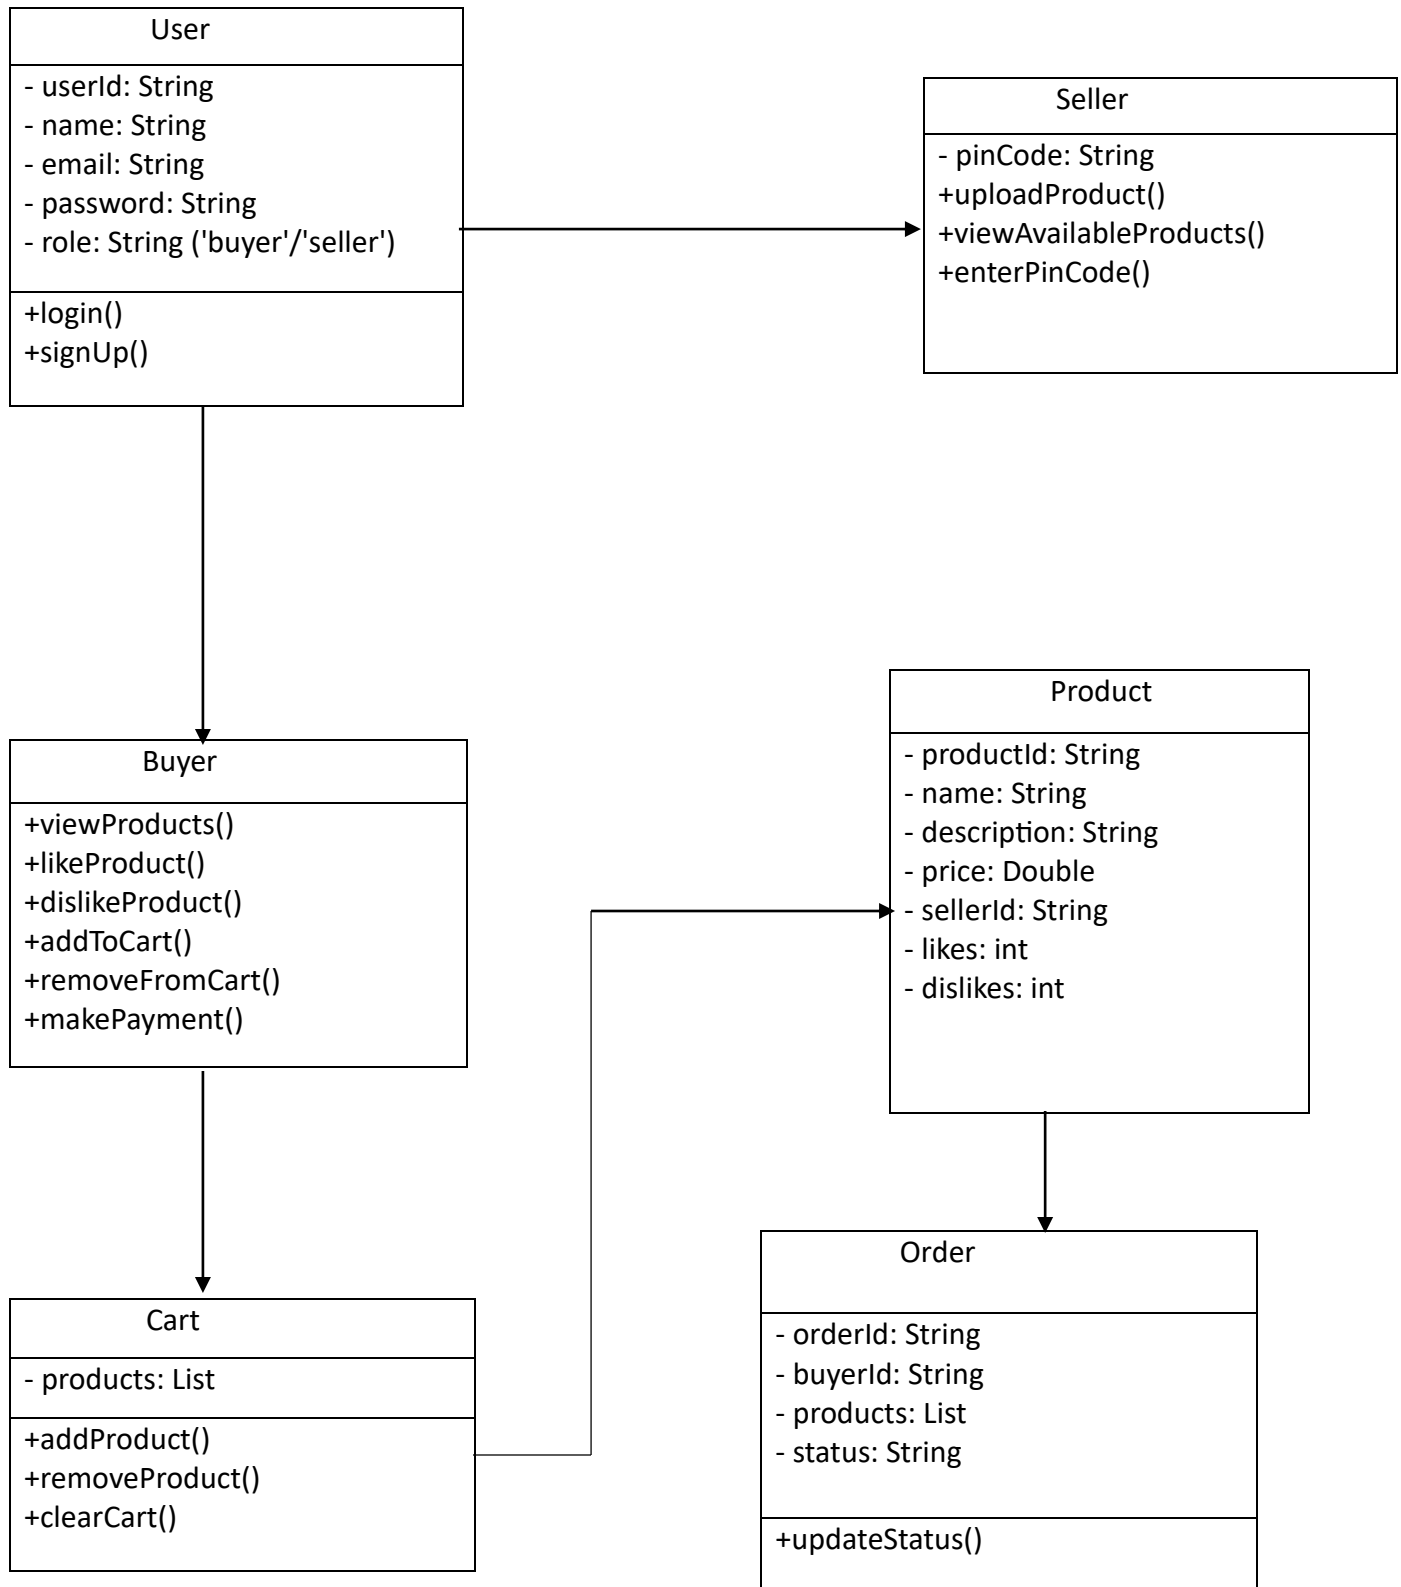 User
- userId: String
- name: String
- email: String
- password: String
- role: String ('buyer'/'seller')
+login()
+signUp()
Seller
- pinCode: String
+uploadProduct()
+viewAvailableProducts()
+enterPinCode()
Buyer
+viewProducts()
+likeProduct()
+dislikeProduct()
+addToCart()
+removeFromCart()
+makePayment()
Product
- productId: String
- name: String
- description: String
- price: Double
- sellerId: String
- likes: int
- dislikes: int
Cart
- products: List
+addProduct()
+removeProduct()
+clearCart()
Order
- orderId: String
- buyerId: String
- products: List
- status: String
+updateStatus()